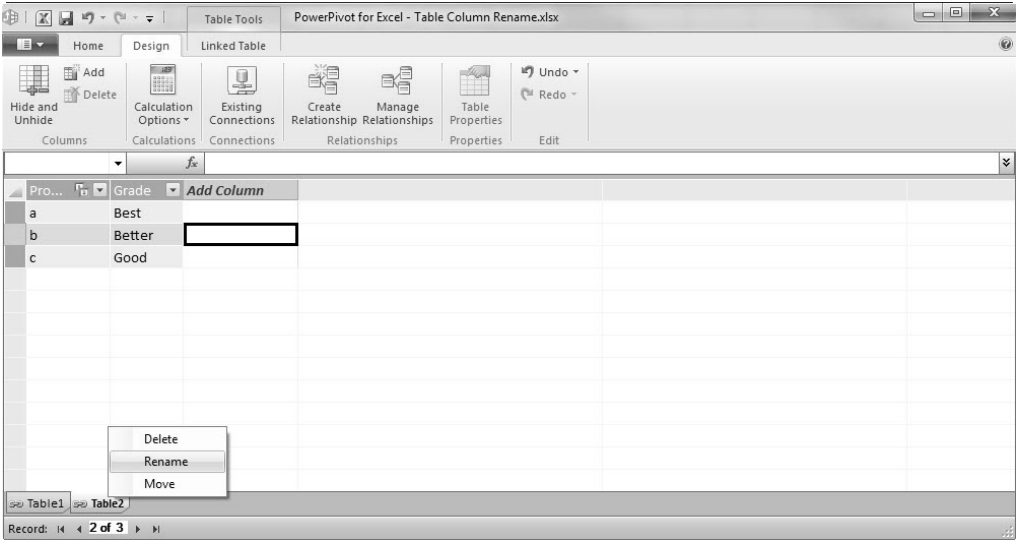 Table Tools PowerPivot for Excel - Table Column Rename.xlsx
Home Design Linked Table
Hide and Unhide
Add
Delete
Calculation Options
Existing Connections
Create Relationship
Manage Relationships
Table Properties
Undo
Redo
Columns Calculations Connections Relationships Properties Edit
fx
Pro... Grade Add Column
a Best
b Better
c Good
Delete
Rename
Move
Table1 Table2
Record: 2 of 3